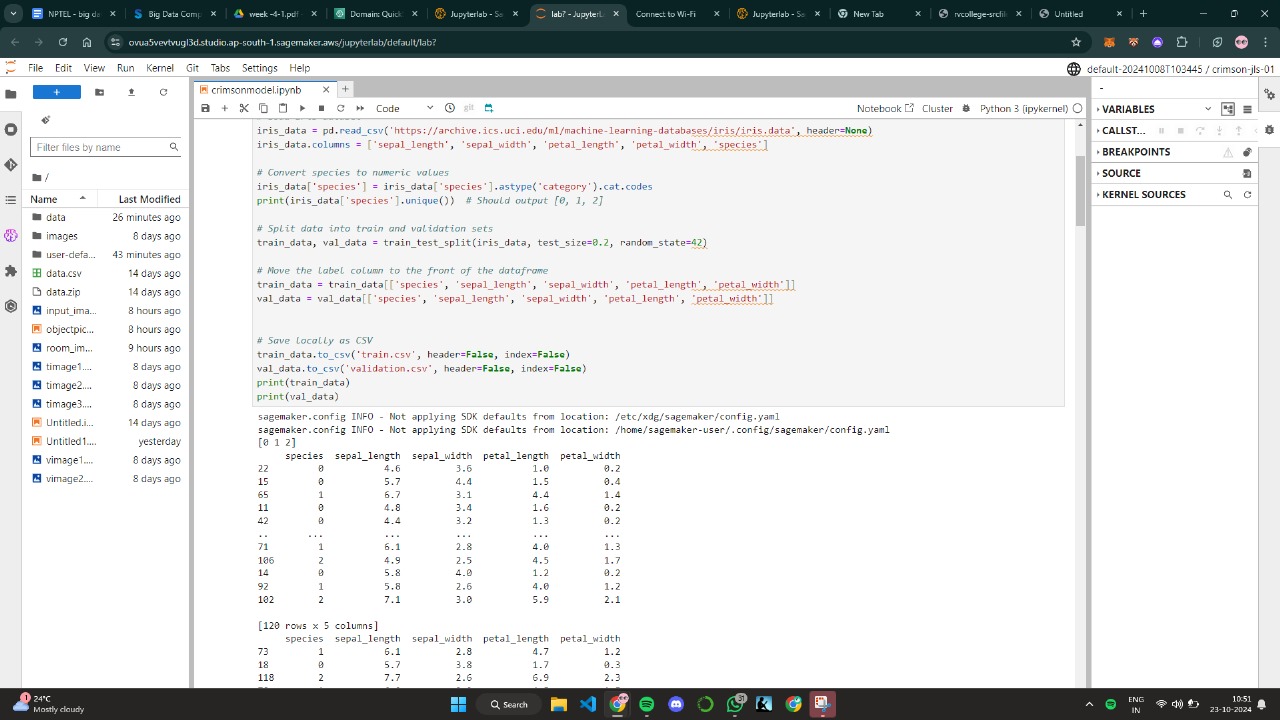 NPTEL - big da
Big Data Comp
week -4-1.pdf -
Domain: Quick
Jupyterlab - Sa
lab? - JupyterL
Connect to Wi-Fi
Jupyterlab - Sa
New Tab
rvcollege-srcfile
Untitled
ovua5vevtvugl3d.studio.ap-south-1.sagemaker.aws/jupyterlab/default/lab?
File Edit View Run Kernel Git Tabs Settings Help
default-20241008T103445 / crimson-jls-01
crimsonmodel.ipynb
Code
git
Notebook
Cluster
Python 3 (ipykernel)
Filter files by name
/
Name Last Modified
data 26 minutes ago
images 8 days ago
user-defa... 43 minutes ago
data.csv 14 days ago
data.zip 14 days ago
input_ima... 8 hours ago
objectpic... 8 hours ago
room_im... 9 hours ago
timage1.... 8 days ago
timage2.... 8 days ago
timage3.... 8 days ago
Untitled.i... 14 days ago
Untitled1.... yesterday
vimage1.... 8 days ago
vimage2.... 8 days ago
iris_data = pd.read_csv('https://archive.ics.uci.edu/ml/machine-learning-databases/iris/iris.data', header=None)
iris_data.columns = ['sepal_length', 'sepal_width', 'petal_length', 'petal_width', 'species']
# Convert species to numeric values
iris_data['species'] = iris_data['species'].astype('category').cat.codes
print(iris_data['species'].unique())  # Should output [0, 1, 2]
# Split data into train and validation sets
train_data, val_data = train_test_split(iris_data, test_size=0.2, random_state=42)
# Move the label column to the front of the dataframe
train_data = train_data[['species', 'sepal_length', 'sepal_width', 'petal_length', 'petal_width']]
val_data = val_data[['species', 'sepal_length', 'sepal_width', 'petal_length', 'petal_width']]
# Save locally as CSV
train_data.to_csv('train.csv', header=False, index=False)
val_data.to_csv('validation.csv', header=False, index=False)
print(train_data)
print(val_data)
sagemaker.config INFO - Not applying SDK defaults from location: /etc/xdg/sagemaker/config.yaml
sagemaker.config INFO - Not applying SDK defaults from location: /home/sagemaker-user/.config/sagemaker/config.yaml
[0 1 2]
species sepal_length sepal_width petal_length petal_width
22 0 4.6 3.6 1.0 0.2
15 0 5.7 4.4 1.5 0.4
65 1 6.7 3.1 4.4 1.4
11 0 4.8 3.4 1.6 0.2
42 0 4.4 3.2 1.3 0.2
.. ... ... ... ... ...
71 1 6.1 2.8 4.0 1.3
106 2 4.9 2.5 4.5 1.7
14 0 5.8 4.0 1.2 0.2
92 1 5.8 2.6 4.0 1.2
102 2 7.1 3.0 5.9 2.1
[120 rows x 5 columns]
species sepal_length sepal_width petal_length petal_width
73 1 6.1 2.8 4.7 1.2
18 0 5.7 3.8 1.7 0.3
118 2 7.7 2.6 6.9 2.3
-
VARIABLES
CALLST...
BREAKPOINTS
SOURCE
KERNEL SOURCES
1
24°C
Mostly cloudy
Search
31
ENG
IN
10:51
23-10-2024